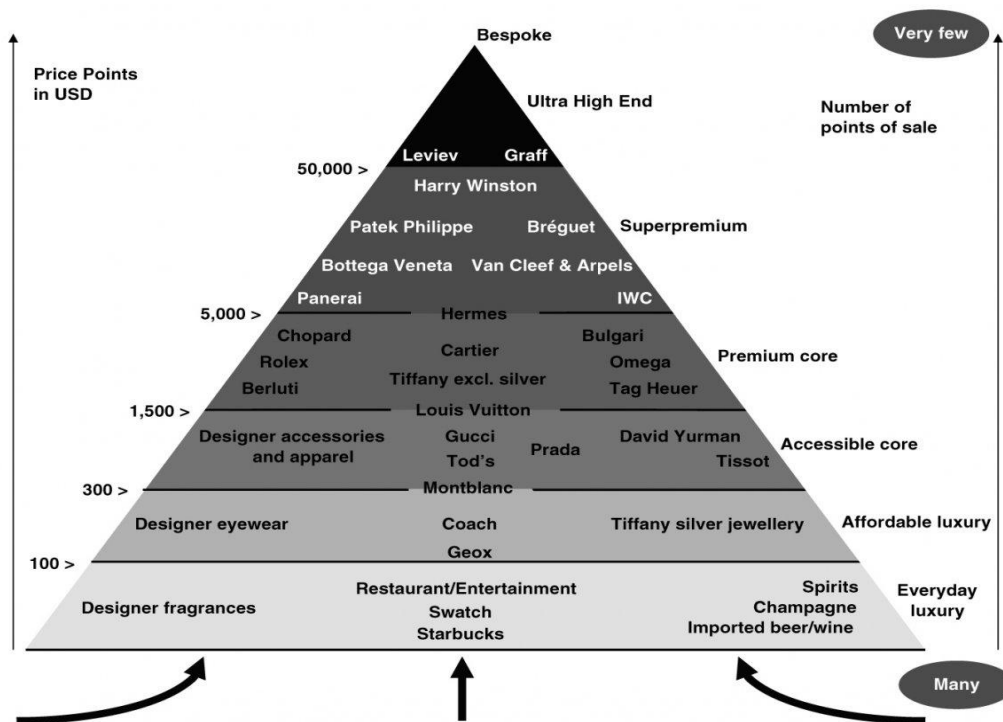 Bespoke
Very few
Price Points
in USD
Ultra High End
Number of
points of sale
Leviev Graff
50,000 >
Harry Winston
Patek Philippe Bréguet Superpremium
Bottega Veneta Van Cleef & Arpels
Panerai IWC
5,000 > Hermes
Chopard Bulgari
Cartier Premium core
Rolex Omega
Tiffany excl. silver
Berluti Tag Heuer
1,500 > Louis Vuitton
Designer accessories
and apparel
Gucci
Tod's
Prada
David Yurman
Tissot
Accessible core
300 > Montblanc
Designer eyewear Coach Tiffany silver jewellery Affordable luxury
Geox
100 >
Designer fragrances
Restaurant/Entertainment
Swatch
Starbucks
Spirits
Champagne
Imported beer/wine
Everyday
luxury
Many